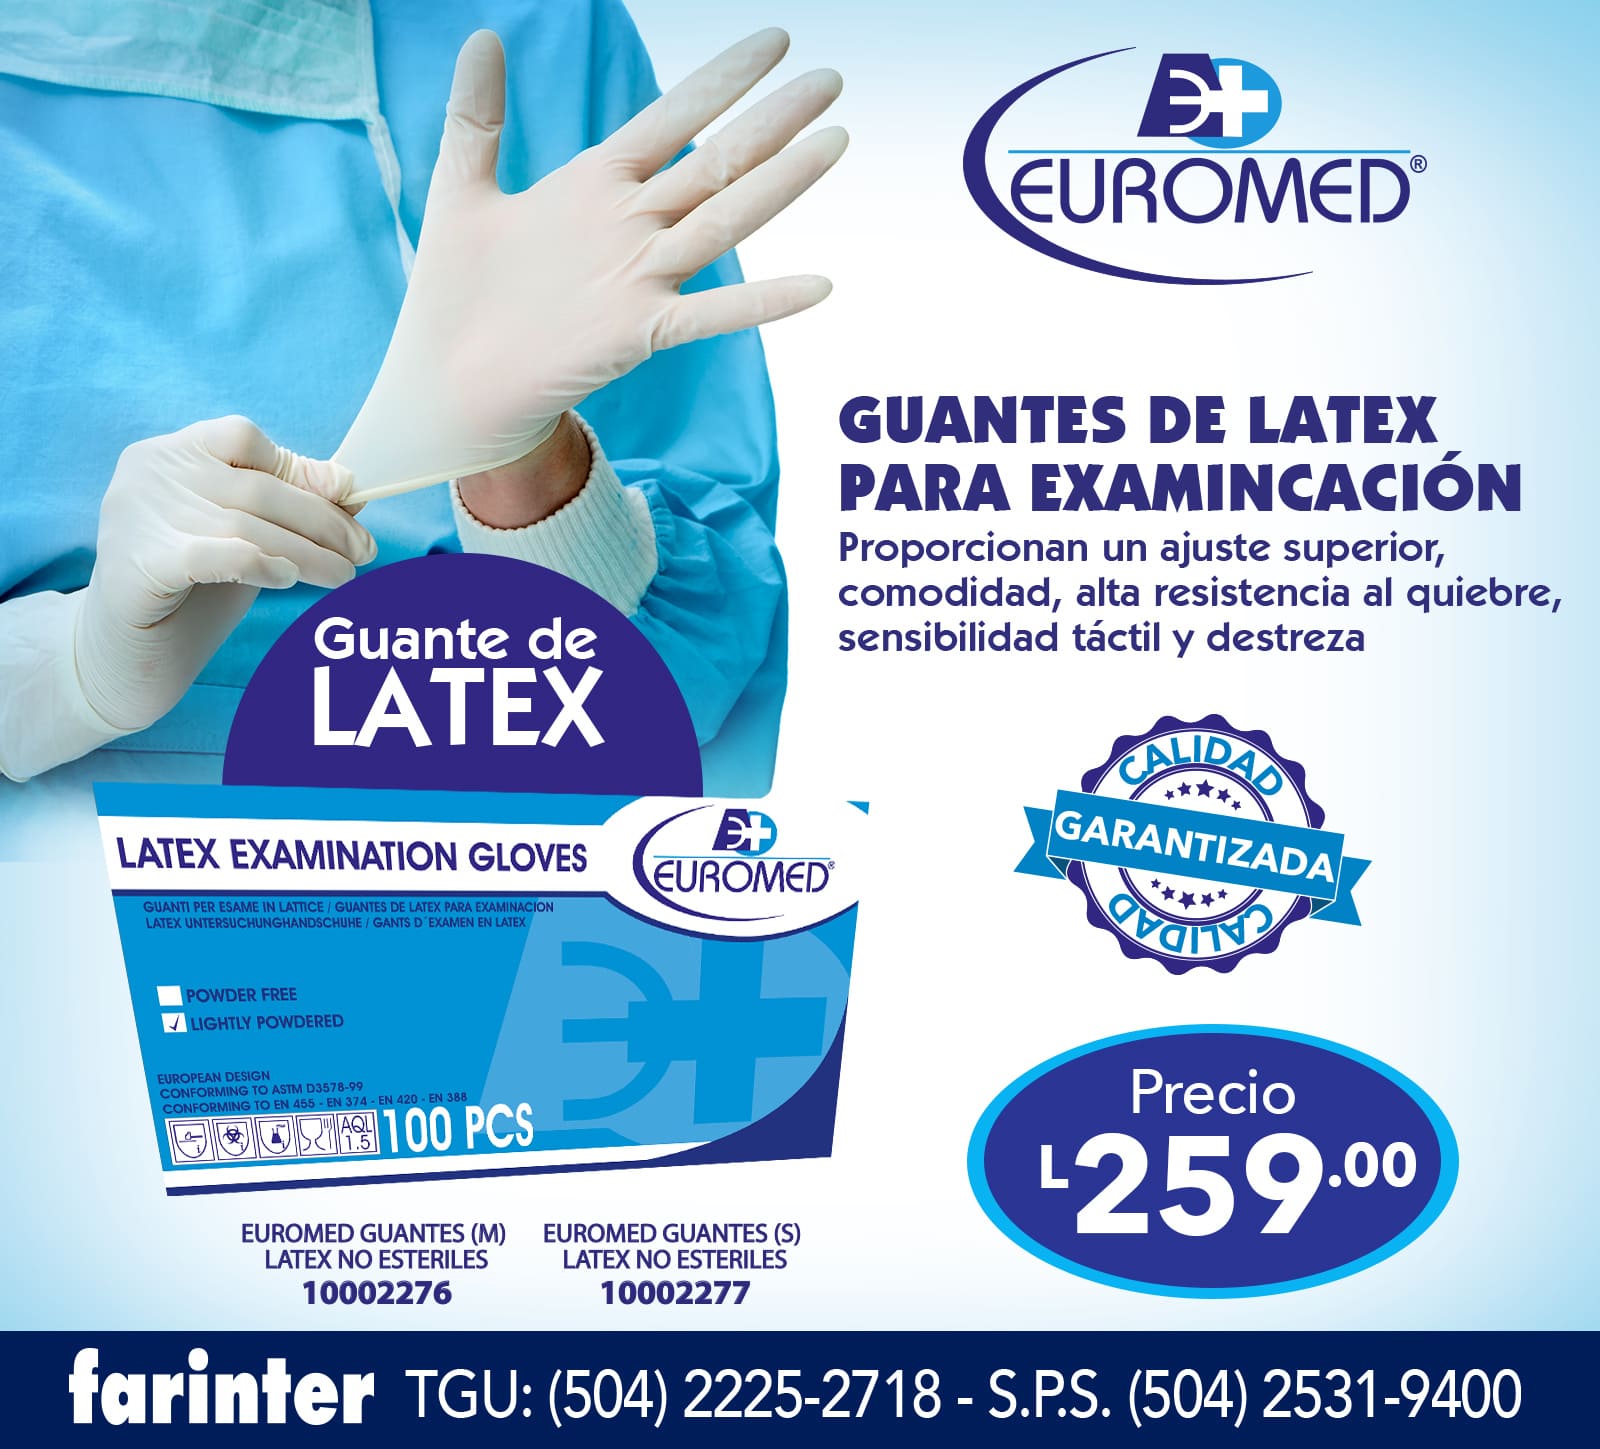 EUROMED®
GUANTES DE LATEX
PARA EXAMINCACIÓN
Proporcionan un ajuste superior,
comodidad, alta resistencia al quiebre,
sensibilidad táctil y destreza
Guante de
LATEX
LATEX EXAMINATION GLOVES
EUROMED®
GUANTI PER ESAME IN LATTICE / GUANTES DE LATEX PARA EXAMINACION
LATEX UNTERSUCHUNGHANDSCHUHE / GANTS D´EXAMEN EN LATEX
POWDER FREE
LIGHTLY POWDERED
EUROPEAN DESIGN
CONFORMING TO ASTM D3578-99
CONFORMING TO EN 455 - EN 374 - EN 420 - EN 388
AQL
1.5
100 PCS
CALIDAD
GARANTIZADA
CALIDAD
Precio
L259.00
EUROMED GUANTES (M)
LATEX NO ESTERILES
10002276
EUROMED GUANTES (S)
LATEX NO ESTERILES
10002277
farinter TGU: (504) 2225-2718 - S.P.S. (504) 2531-9400